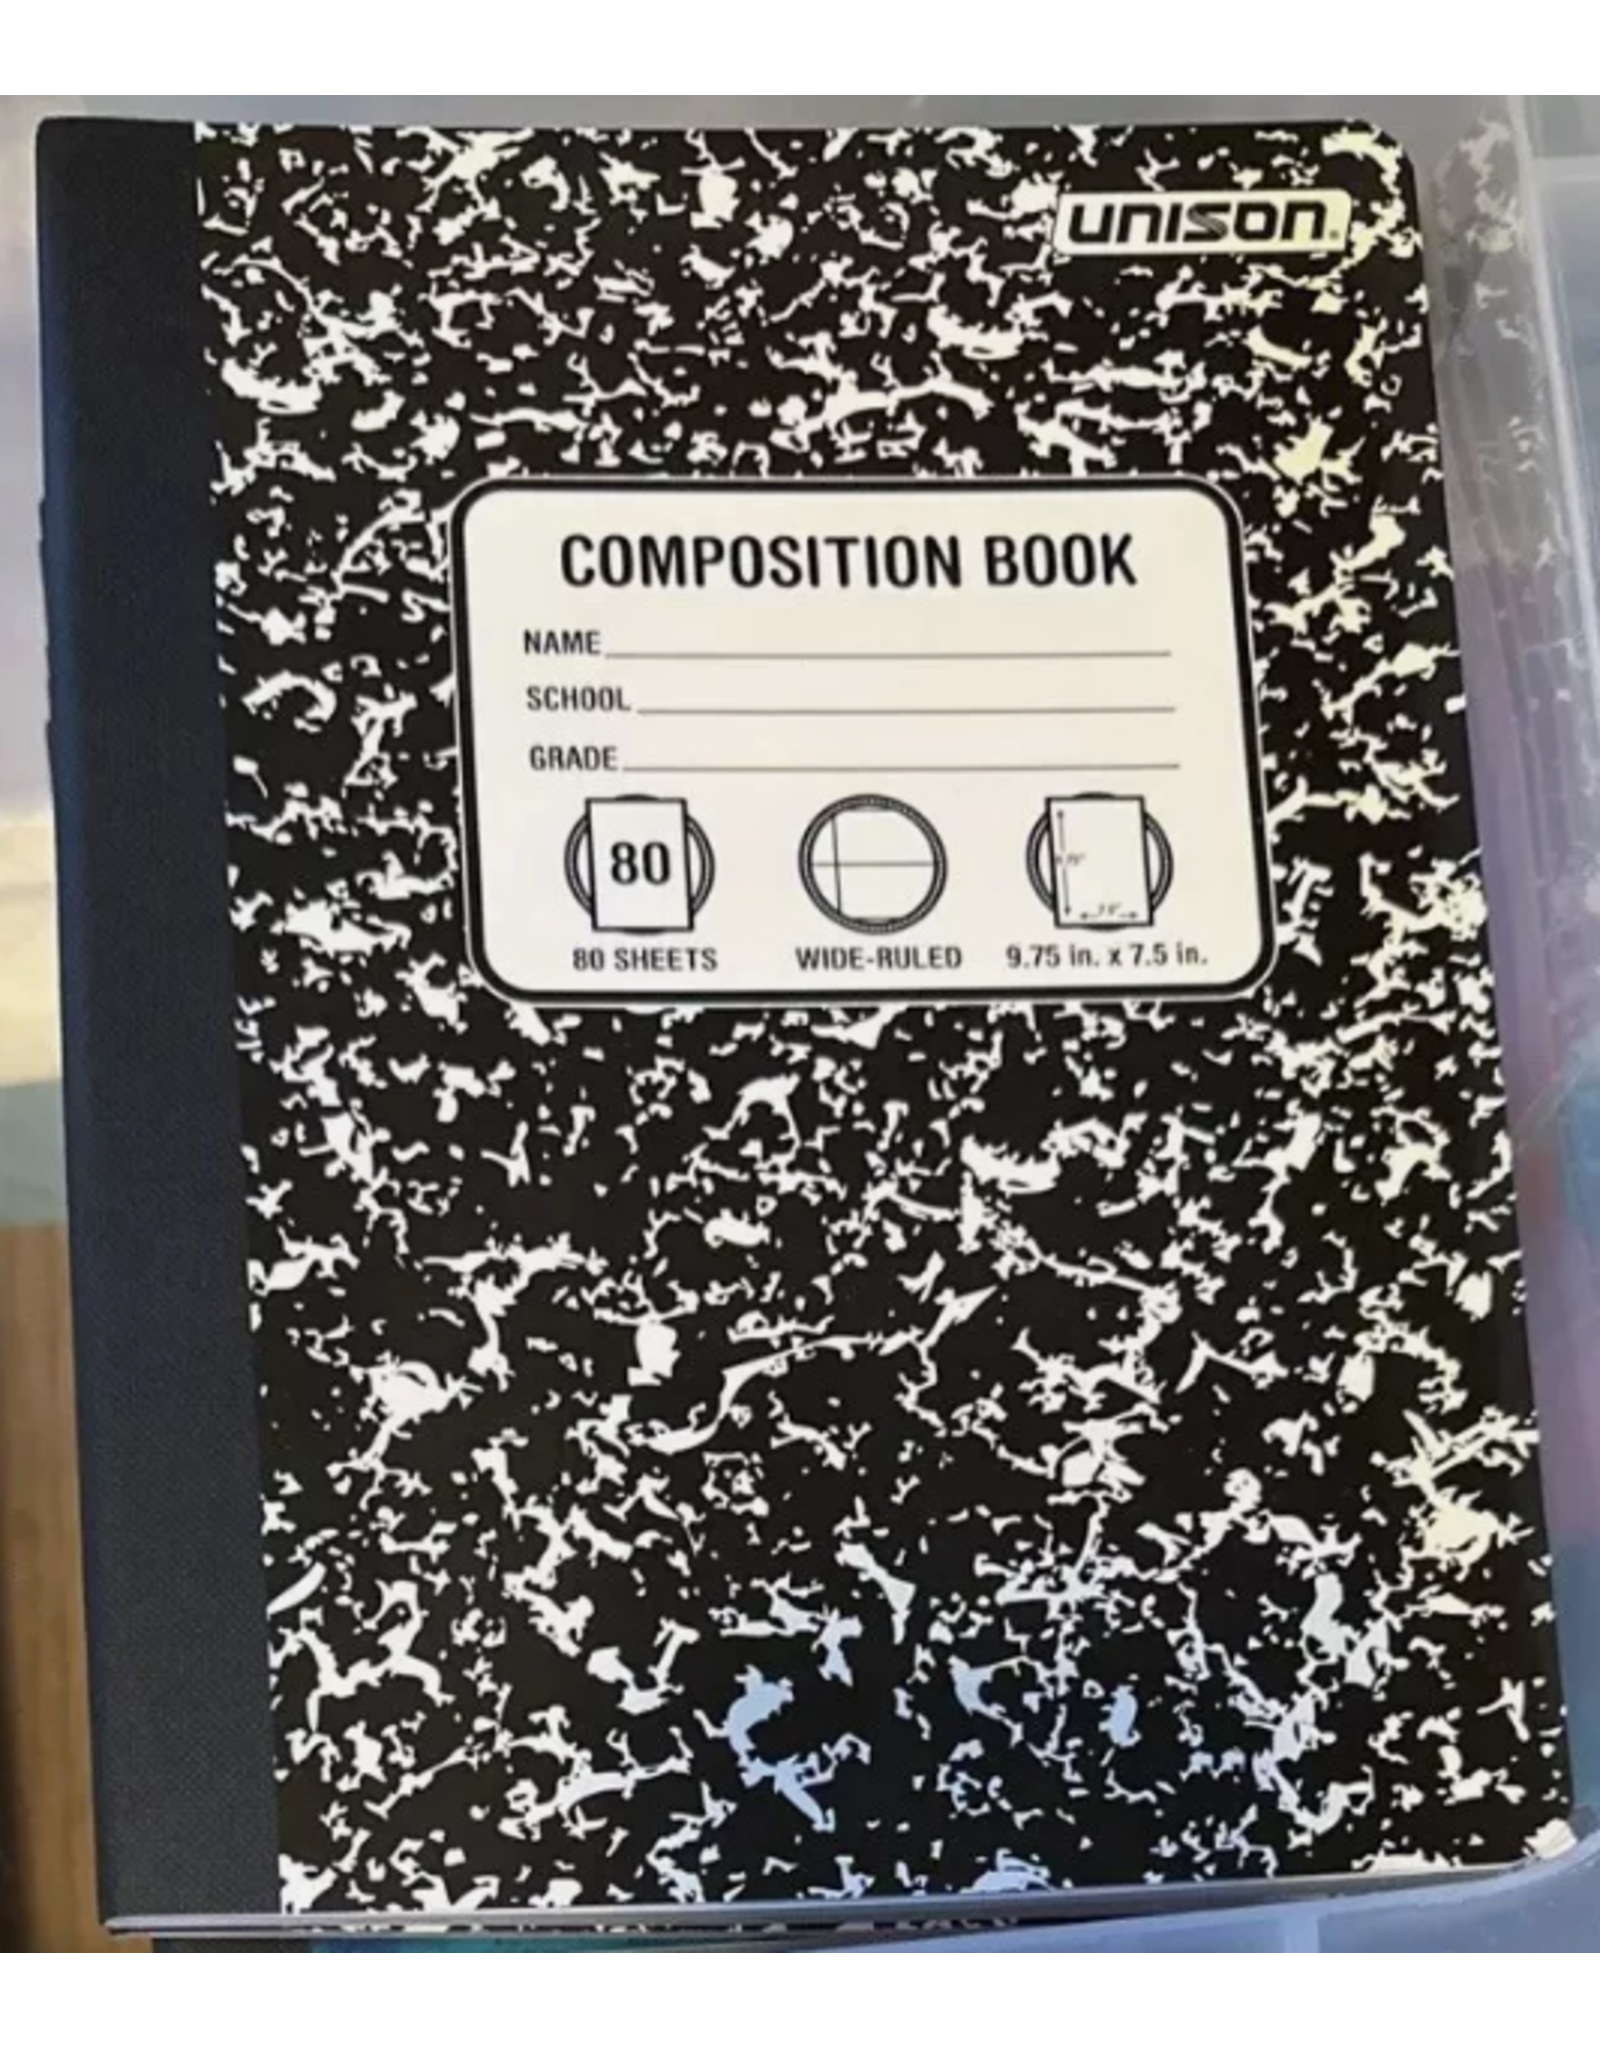 unison.
COMPOSITION BOOK
NAME
SCHOOL
GRADE
80
80 SHEETS
WIDE-RULED
9.75 in. x 7.5 in.